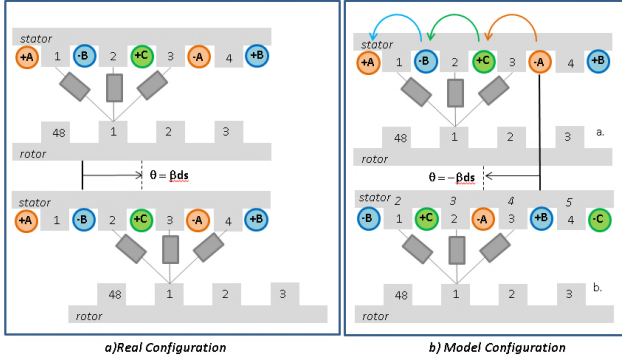 stator
+A 1 -B 2 +C 3 -A 4 +B
48 1 2 3
rotor
θ = βds
stator
+A 1 -B 2 +C 3 -A 4 +B
48 1 2 3
rotor
a)Real Configuration
stator
+A 1 -B 2 +C 3 -A 4 +B
48 1 2 3 a.
rotor
θ = -βds
stator 2 3 4 5
-B 1 +C 2 -A 3 +B 4 -C
48 1 2 3 b.
rotor
b) Model Configuration